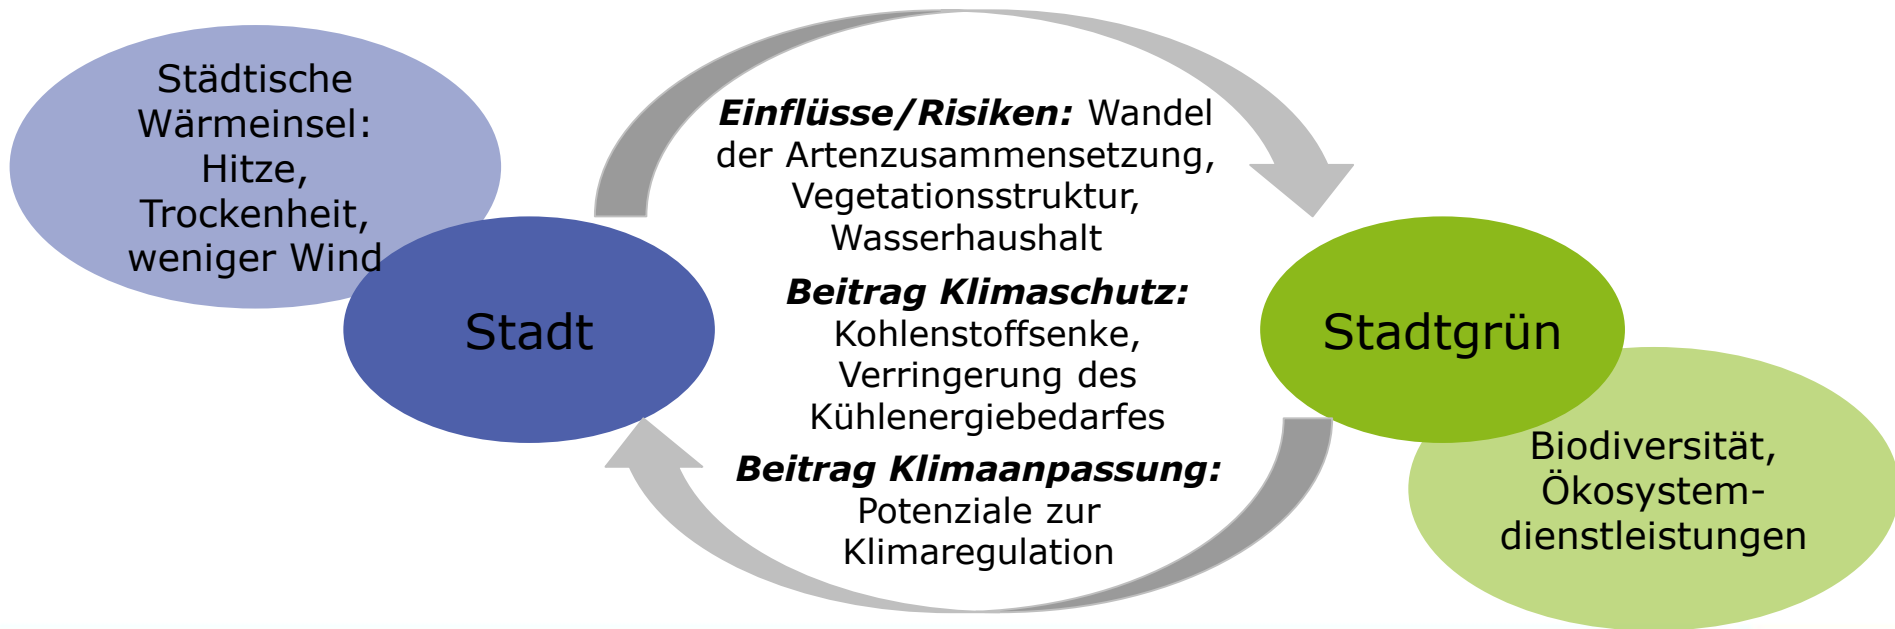 Städtische
Wärmeinsel:
Hitze,
Trockenheit,
weniger Wind
Stadt
Einflüsse/Risiken: Wandel
der Artenzusammensetzung,
Vegetationsstruktur,
Wasserhaushalt
Beitrag Klimaschutz:
Kohlenstoffsenke,
Verringerung des
Kühlenergiebedarfes
Beitrag Klimaanpassung:
Potenziale zur
Klimaregulation
Stadtgrün
Biodiversität,
Ökosystem-
dienstleistungen